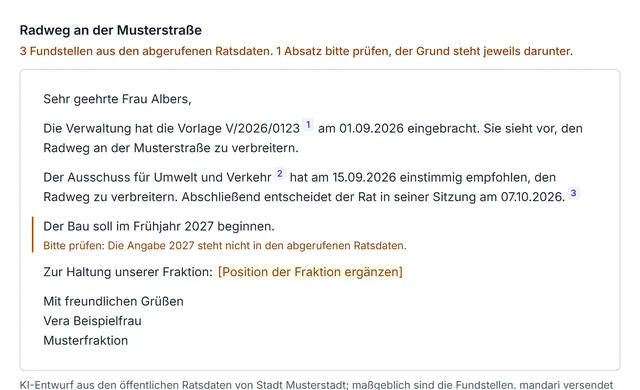 Radweg an der Musterstraße
3 Fundstellen aus den abgerufenen Ratsdaten. 1 Absatz bitte prüfen, der Grund steht jeweils darunter.
Sehr geehrte Frau Albers,
Die Verwaltung hat die Vorlage V/2026/0123 1 am 01.09.2026 eingebracht. Sie sieht vor, den
Radweg an der Musterstraße zu verbreitern.
Der Ausschuss für Umwelt und Verkehr 2 hat am 15.09.2026 einstimmig empfohlen, den
Radweg zu verbreitern. Abschließend entscheidet der Rat in seiner Sitzung am 07.10.2026. 3
Der Bau soll im Frühjahr 2027 beginnen.
Bitte prüfen: Die Angabe 2027 steht nicht in den abgerufenen Ratsdaten.
Zur Haltung unserer Fraktion: [Position der Fraktion ergänzen]
Mit freundlichen Grüßen
Vera Beispielfrau
Musterfraktion
KI-Entwurf aus den öffentlichen Ratsdaten von Stadt Musterstadt; maßgeblich sind die Fundstellen. mandari versendet